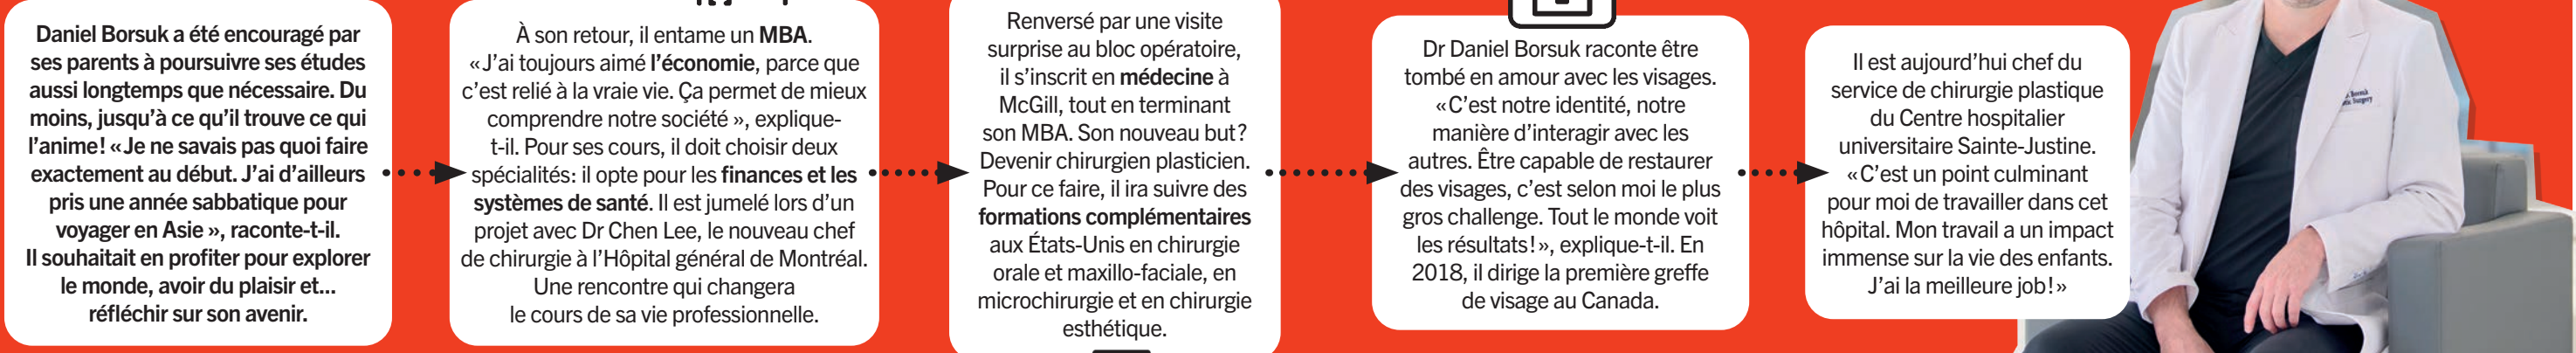 Daniel Borsuk a été encouragé par
ses parents à poursuivre ses études
aussi longtemps que nécessaire. Du
moins, jusqu'à ce qu'il trouve ce qui
l'anime! «Je ne savais pas quoi faire
exactement au début. J'ai d'ailleurs
pris une année sabbatique pour
voyager en Asie », raconte-t-il.
Il souhaitait en profiter pour explorer
le monde, avoir du plaisir et...
réfléchir sur son avenir.
À son retour, il entame un MBA.
«J'ai toujours aimé l'économie, parce que
c'est relié à la vraie vie. Ça permet de mieux
comprendre notre société », explique-
t-il. Pour ses cours, il doit choisir deux
spécialités: il opte pour les finances et les
systèmes de santé. Il est jumelé lors d'un
projet avec Dr Chen Lee, le nouveau chef
de chirurgie à l'Hôpital général de Montréal.
Une rencontre qui changera
le cours de sa vie professionnelle.
Renversé par une visite
surprise au bloc opératoire,
il s'inscrit en médecine à
McGill, tout en terminant
son MBA. Son nouveau but?
Devenir chirurgien plasticien.
Pour ce faire, il ira suivre des
formations complémentaires
aux États-Unis en chirurgie
orale et maxillo-faciale, en
microchirurgie et en chirurgie
esthétique.
Dr Daniel Borsuk raconte être
tombé en amour avec les visages.
«C'est notre identité, notre
manière d'interagir avec les
autres. Être capable de restaurer
des visages, c'est selon moi le plus
gros challenge. Tout le monde voit
les résultats!», explique-t-il. En
2018, il dirige la première greffe
de visage au Canada.
Il est aujourd'hui chef du
service de chirurgie plastique
du Centre hospitalier
universitaire Sainte-Justine.
«C'est un point culminant
pour moi de travailler dans cet
hôpital. Mon travail a un impact
immense sur la vie des enfants.
J'ai la meilleure job!»
Borsuk
Surgery